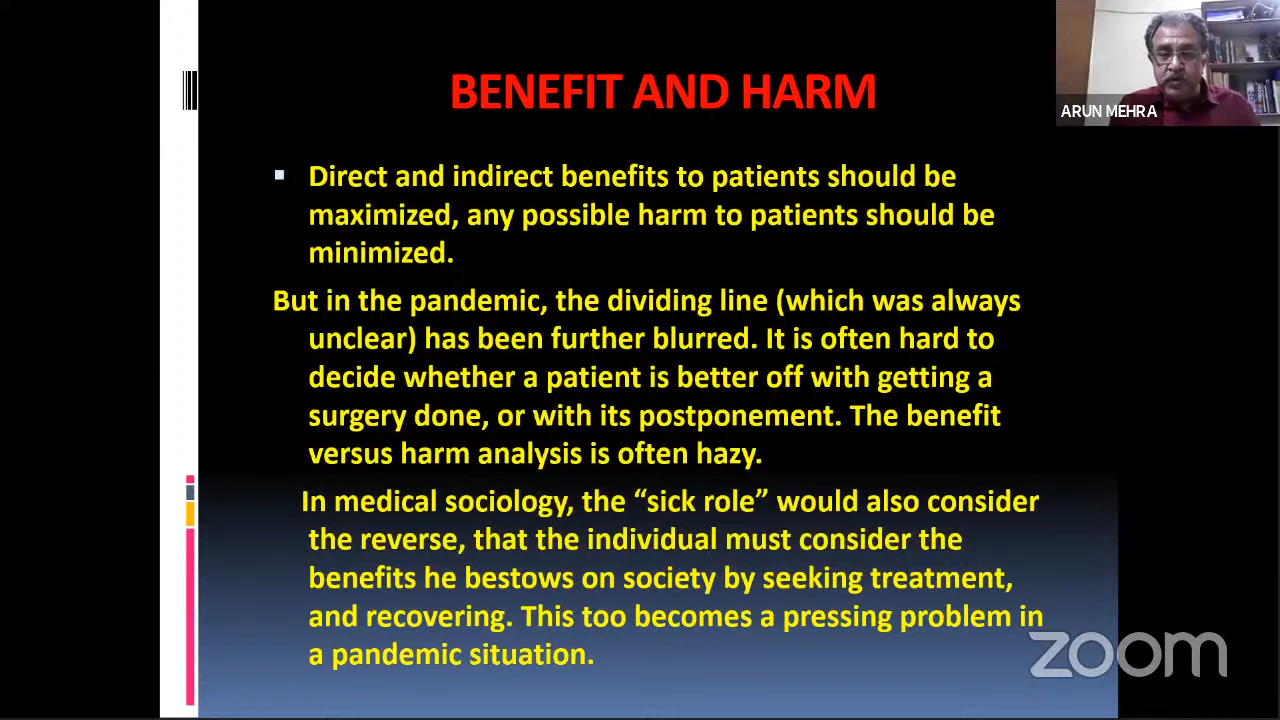 BENEFIT AND HARM
ARUN MEHRA
Direct and indirect benefits to patients should be
maximized, any possible harm to patients should be
minimized.
But in the pandemic, the dividing line (which was always
unclear) has been further blurred. It is often hard to
decide whether a patient is better off with getting a
surgery done, or with its postponement. The benefit
versus harm analysis is often hazy.
In medical sociology, the “sick role” would also consider
the reverse, that the individual must consider the
benefits he bestows on society by seeking treatment,
and recovering. This too becomes a pressing problem in
a pandemic situation.
zoom